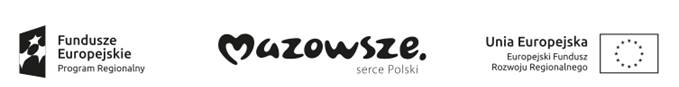 Fundusze
Europejskie
Program Regionalny
Mazowsze.
serce Polski
Unia Europejska
Europejski Fundusz
Rozwoju Regionalnego